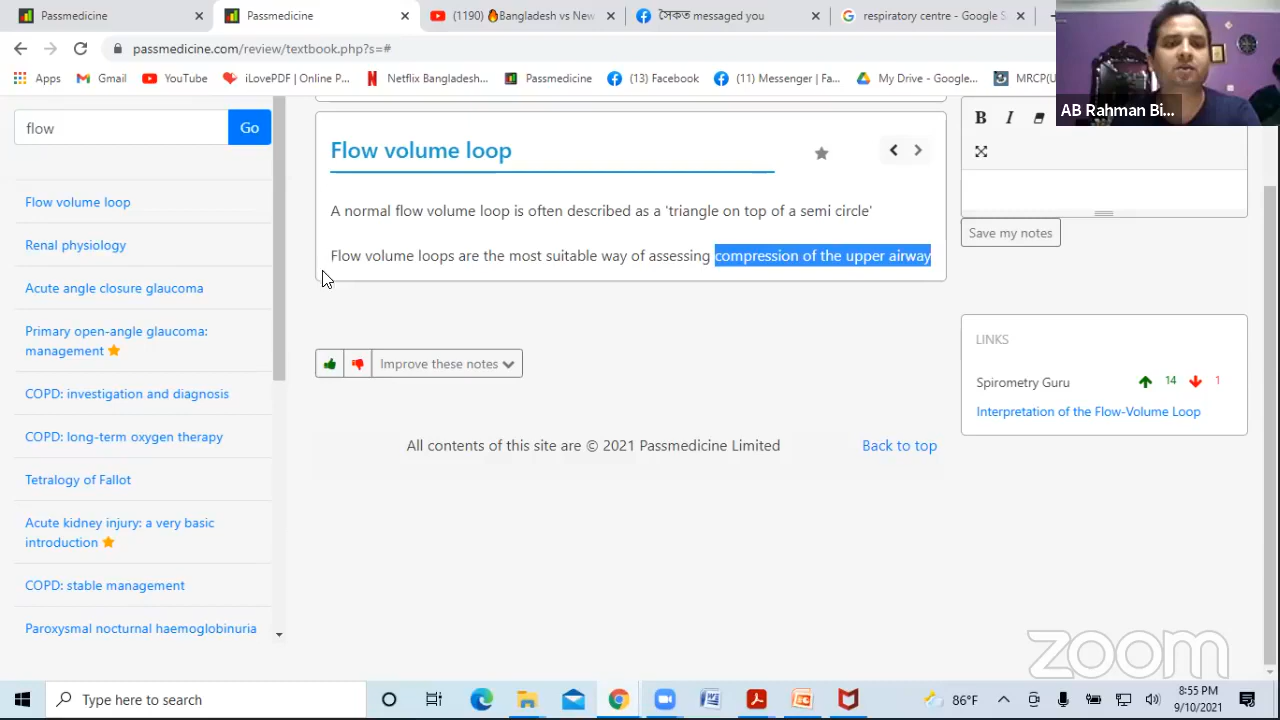 Passmedicine
Passmedicine
(1190) 🔥Bangladesh vs New
সৈকত messaged you
respiratory centre - Google S
passmedicine.com/review/textbook.php?s=#
Apps
Gmail
YouTube
iLovePDF | Online P...
Netflix Bangladesh...
Passmedicine
(13) Facebook
(11) Messenger | Fa...
My Drive - Google...
MRCP(U
AB Rahman Bi...
flow
Go
Flow volume loop
Renal physiology
Acute angle closure glaucoma
Primary open-angle glaucoma:
management
COPD: investigation and diagnosis
COPD: long-term oxygen therapy
Tetralogy of Fallot
Acute kidney injury: a very basic
introduction
COPD: stable management
Paroxysmal nocturnal haemoglobinuria
Flow volume loop
A normal flow volume loop is often described as a 'triangle on top of a semi circle'
Flow volume loops are the most suitable way of assessing compression of the upper airway
Improve these notes
All contents of this site are © 2021 Passmedicine Limited
Back to top
B I
Save my notes
LINKS
Spirometry Guru 14 1
Interpretation of the Flow-Volume Loop
zoom
Type here to search
86°F
8:55 PM
9/10/2021